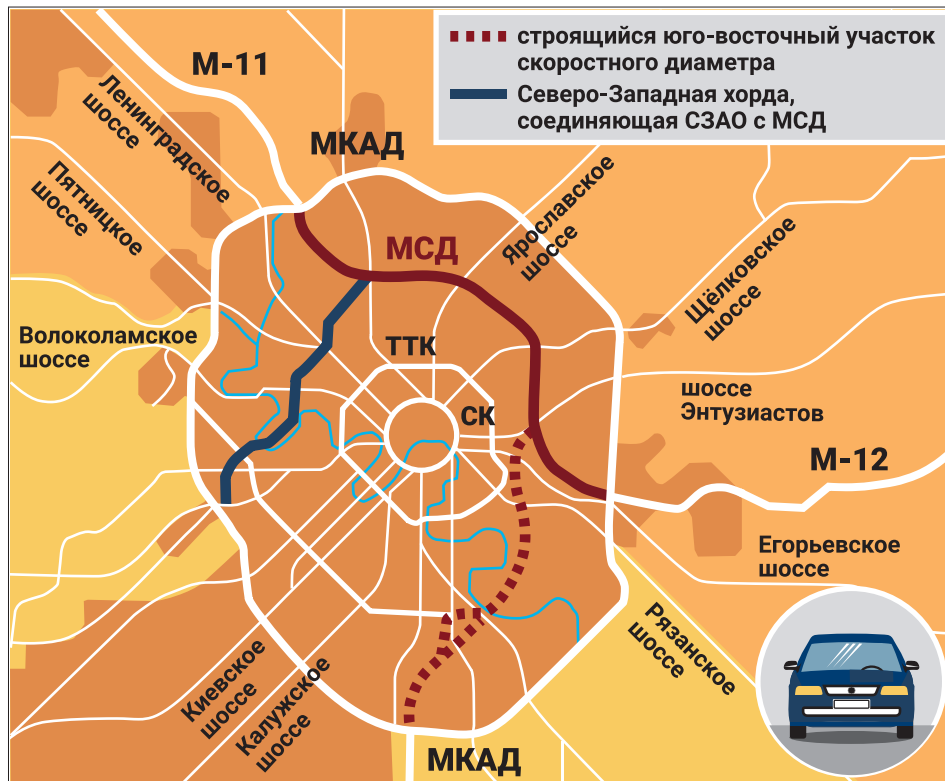 строящийся юго-восточный участок
скоростного диаметра
Северо-Западная хорда,
соединяющая СЗАО с МСД
М-11
Ленинградское
шоссе
МКАД
Пятницкое
шоссе
Ярославское
шоссе
МСД
Щёлковское
шоссе
Волоколамское
шоссе
ТТК
шоссе
Энтузиастов
СК
М-12
Егорьевское
шоссе
Рязанское
шоссе
Киевское
шоссе
Калужское
шоссе
МКАД